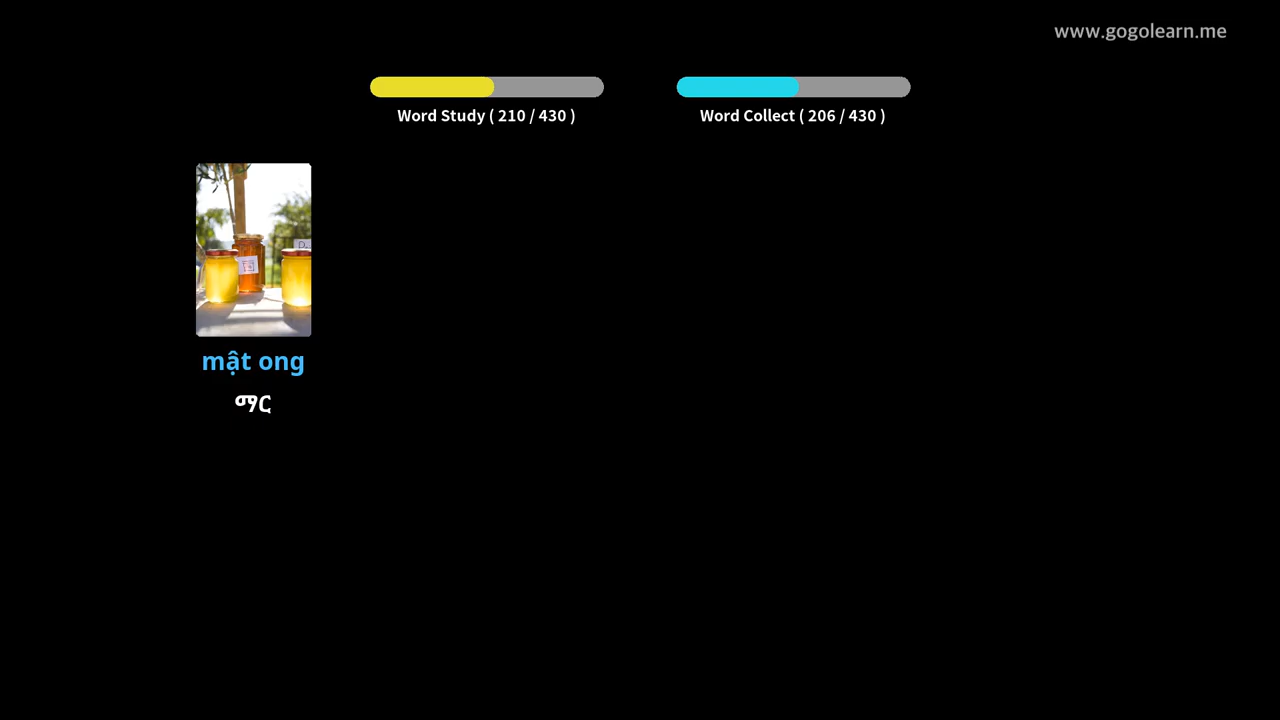 www.gogolearn.me
Word Study ( 210 / 430 )
Word Collect ( 206 / 430 )
mật ong
ማር